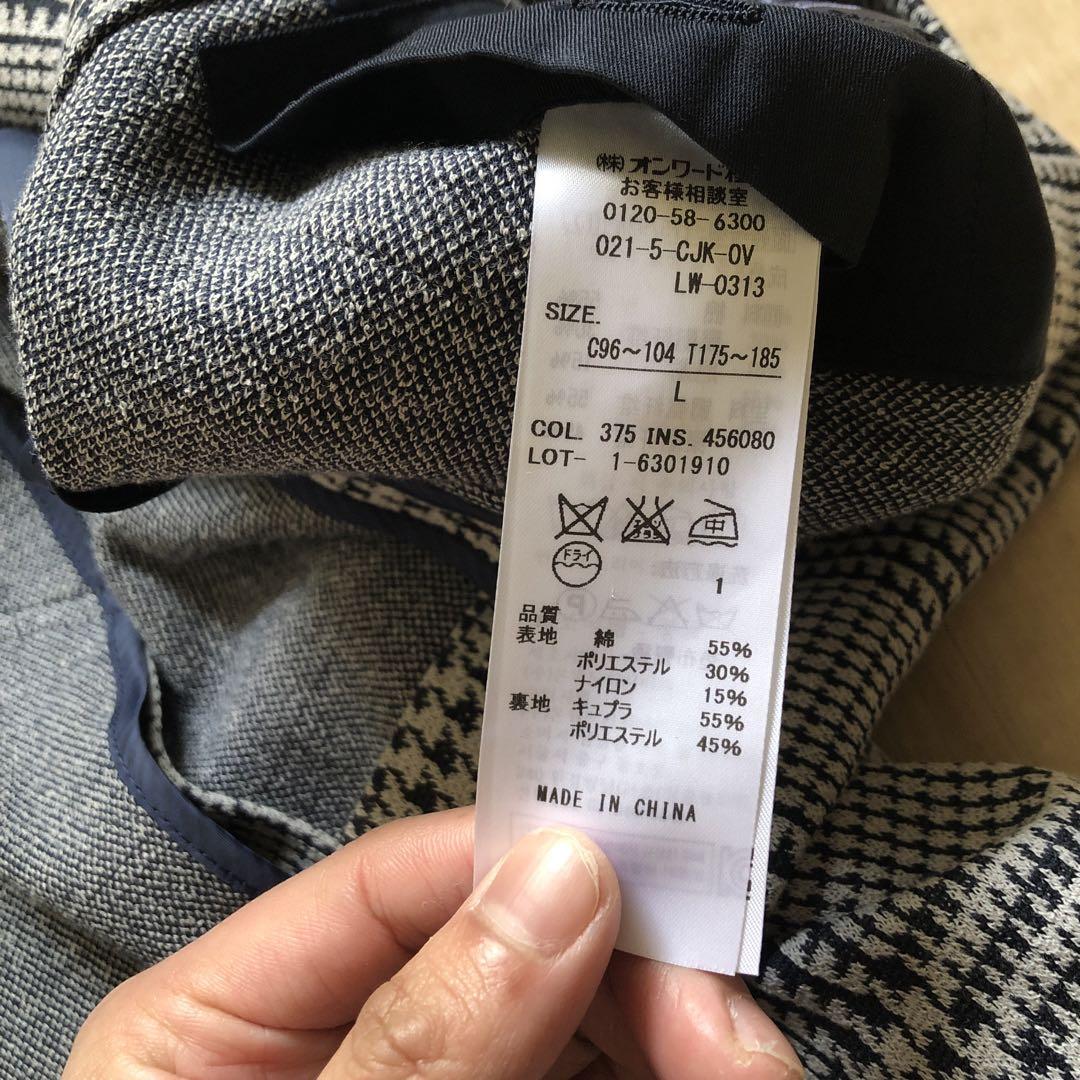 (株)オンワード
お客様相談室
0120-58-6300
021-5-CJK-OV
LW-0313
SIZE.
C96〜104 T175〜185
L
COL. 375 INS. 456080
LOT- 1-6301910
中
ドライ
1
品質
表地 綿 55%
ポリエステル 30%
ナイロン 15%
裏地 キュプラ 55%
ポリエステル 45%
MADE IN CHINA